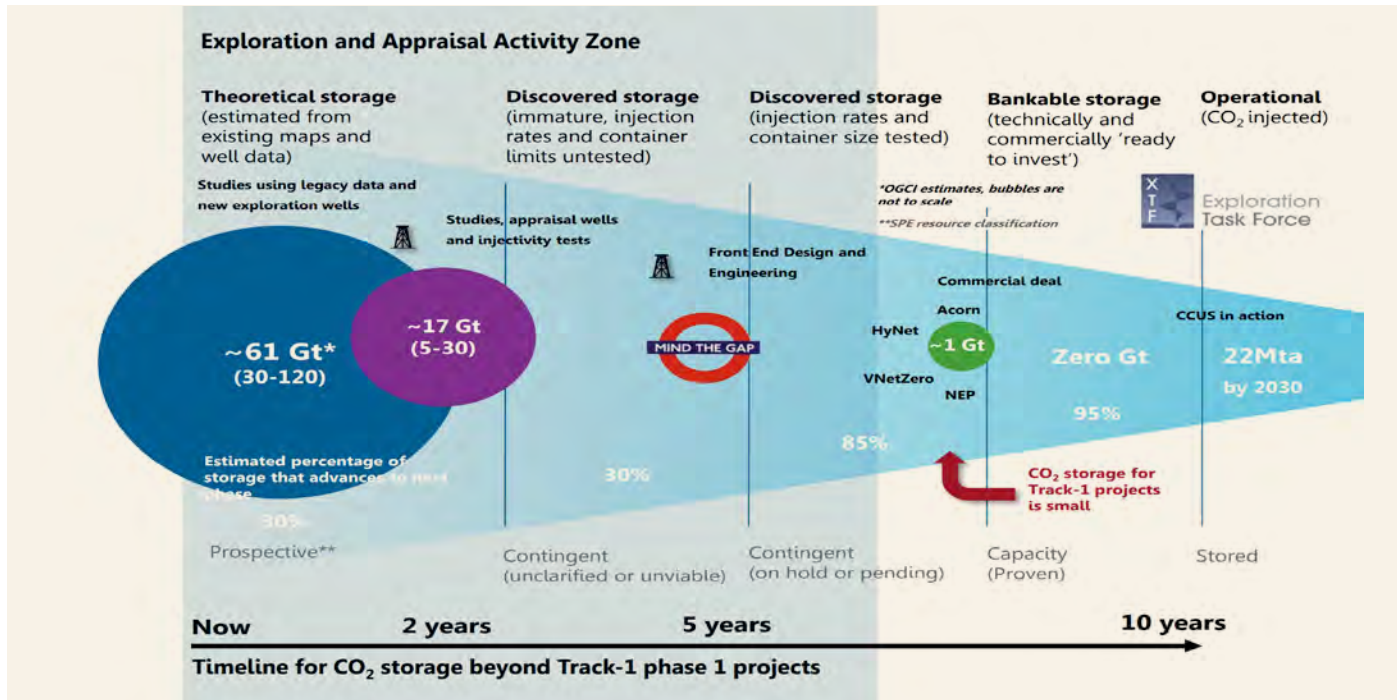 Exploration and Appraisal Activity Zone
Theoretical storage
(estimated from
existing maps and
well data)
Discovered storage
(immature, injection
rates and container
limits untested)
Discovered storage
(injection rates and
container size tested)
Bankable storage
(technically and
commercially ‘ready
to invest’)
Operational
(CO₂ injected)
Studies using legacy data and
new exploration wells
Studies, appraisal wells
and injectivity tests
Front End Design and
Engineering
*OGCI estimates, bubbles are
not to scale
**SPE resource classification
X
T
F
Exploration
Task Force
Commercial deal
Acorn
HyNet
~1 Gt
VNetZero
NEP
CCUS in action
~61 Gt*
(30-120)
~17 Gt
(5-30)
MIND THE GAP
Zero Gt
22Mta
by 2030
Estimated percentage of
storage that advances to next
phase
30%
30%
85%
95%
CO₂ storage for
Track-1 projects
is small
Prospective**
Contingent
(unclarified or unviable)
Contingent
(on hold or pending)
Capacity
(Proven)
Stored
Now
2 years
5 years
10 years
Timeline for CO₂ storage beyond Track-1 phase 1 projects